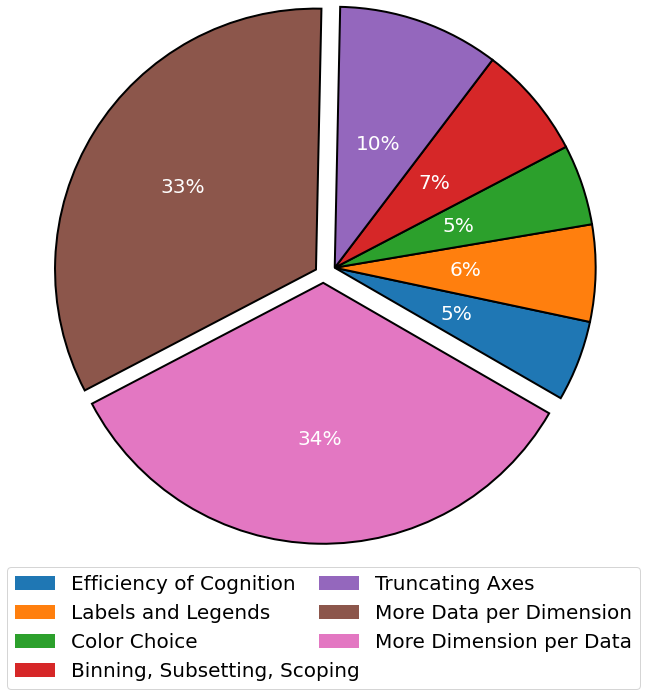 10%
33%
7%
5%
6%
5%
34%
Efficiency of Cognition
Labels and Legends
Color Choice
Binning, Subsetting, Scoping
Truncating Axes
More Data per Dimension
More Dimension per Data